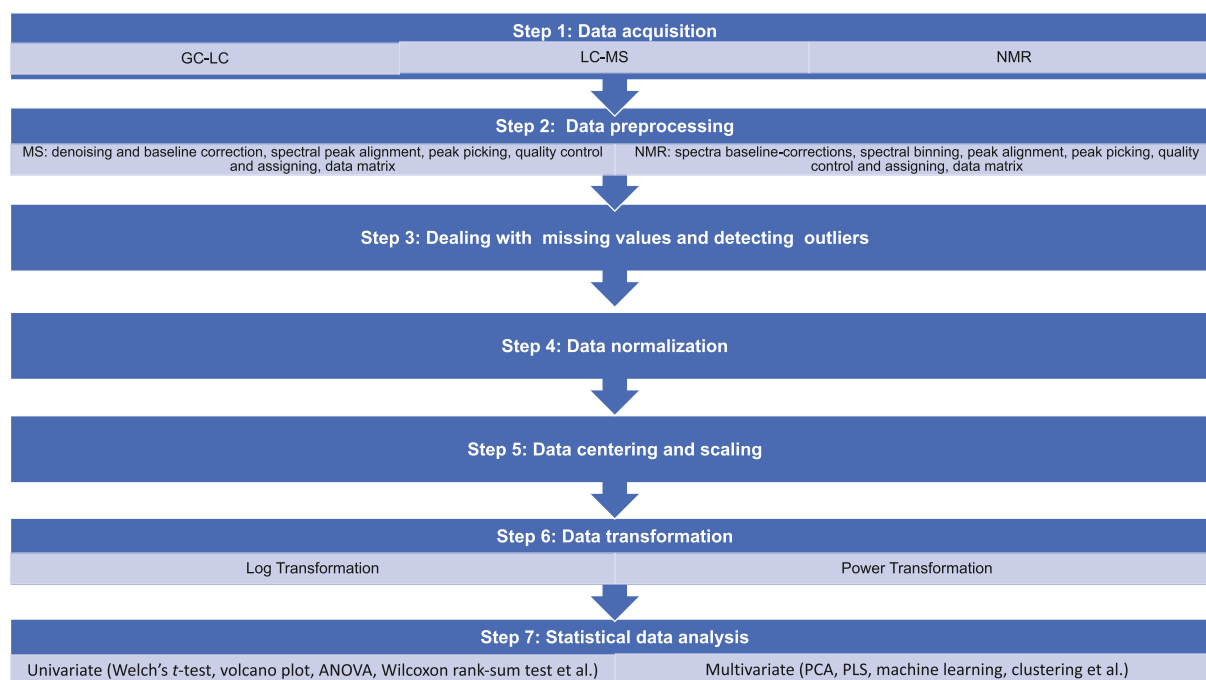 Step 1: Data acquisition
GC-LC
LC-MS
NMR
Step 2: Data preprocessing
MS: denoising and baseline correction, spectral peak alignment, peak picking, quality control
and assigning, data matrix
NMR: spectra baseline-corrections, spectral binning, peak alignment, peak picking, quality
control and assigning, data matrix
Step 3: Dealing with missing values and detecting outliers
Step 4: Data normalization
Step 5: Data centering and scaling
Step 6: Data transformation
Log Transformation
Power Transformation
Step 7: Statistical data analysis
Univariate (Welch's t-test, volcano plot, ANOVA, Wilcoxon rank-sum test et al.)
Multivariate (PCA, PLS, machine learning, clustering et al.)